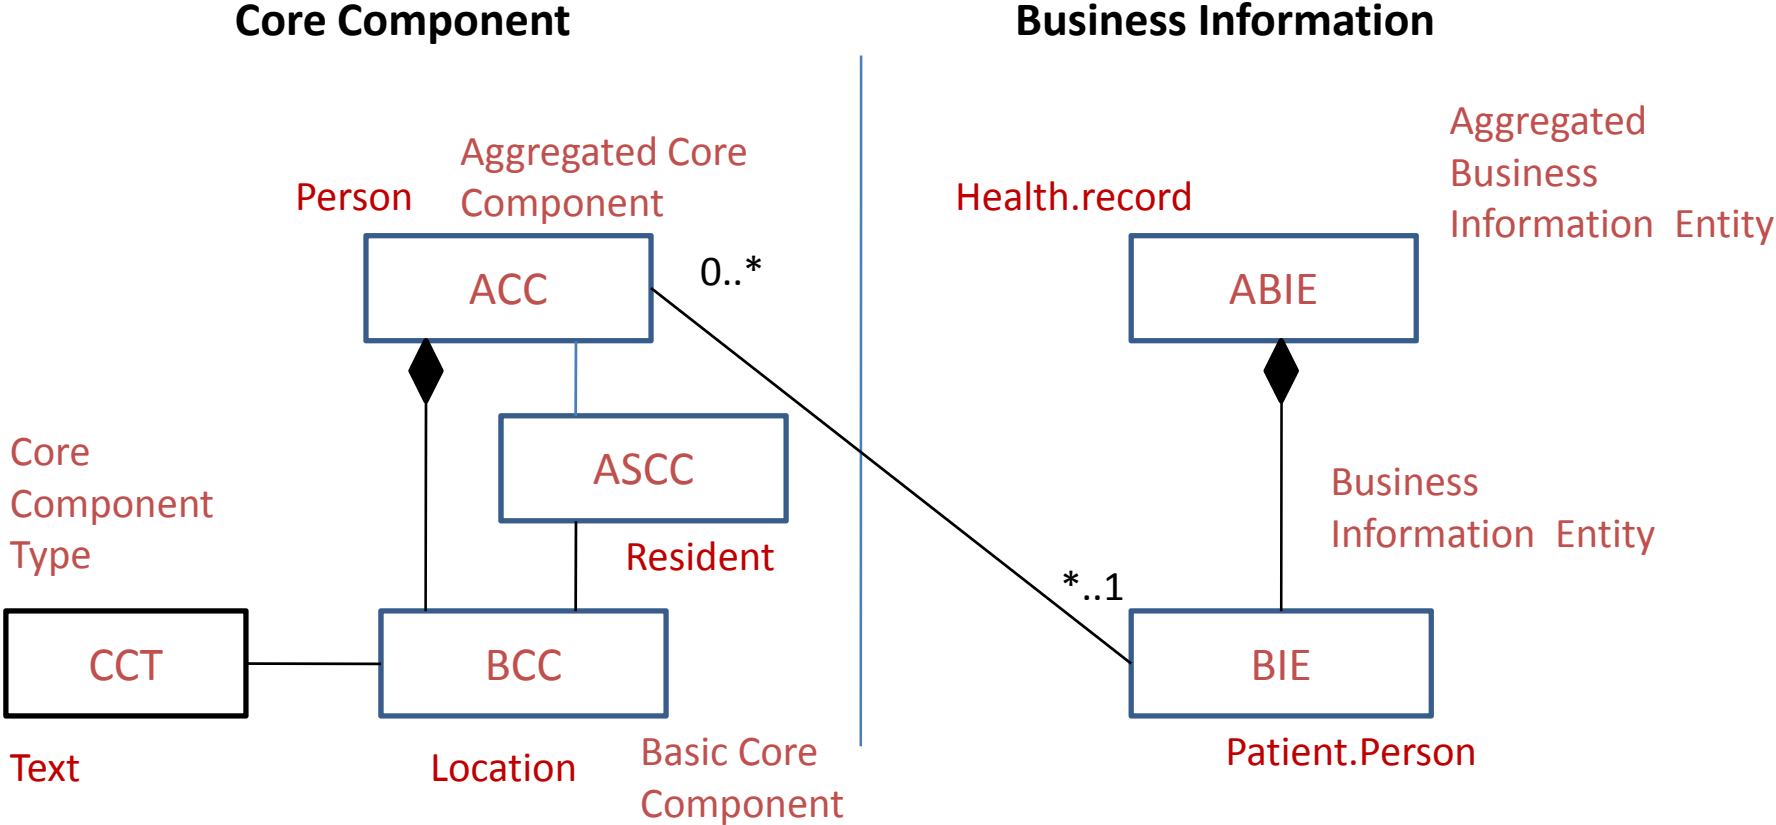 Core Component
Business Information
Aggregated Core
Component
Person
ACC
0..*
Health.record
Aggregated
Business
Information Entity
ABIE
ASCC
Resident
Core
Component
Type
CCT
Text
BCC
Location
Basic Core
Component
Business
Information Entity
*..1
BIE
Patient.Person